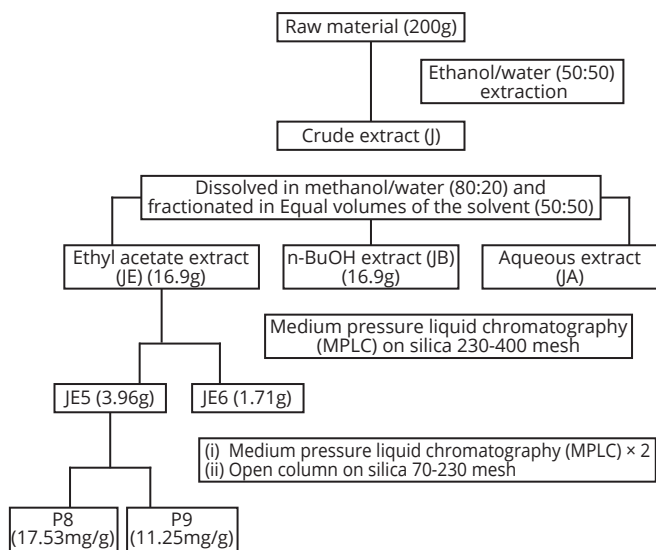 Raw material (200g)
Ethanol/water (50:50)
extraction
Crude extract (J)
Dissolved in methanol/water (80:20) and
fractionated in Equal volumes of the solvent (50:50)
Ethyl acetate extract
(JE) (16.9g)
n-BuOH extract (JB)
(16.9g)
Aqueous extract
(JA)
Medium pressure liquid chromatography
(MPLC) on silica 230-400 mesh
JE5 (3.96g)
JE6 (1.71g)
(i) Medium pressure liquid chromatography (MPLC) × 2
(ii) Open column on silica 70-230 mesh
P8
(17.53mg/g)
P9
(11.25mg/g)